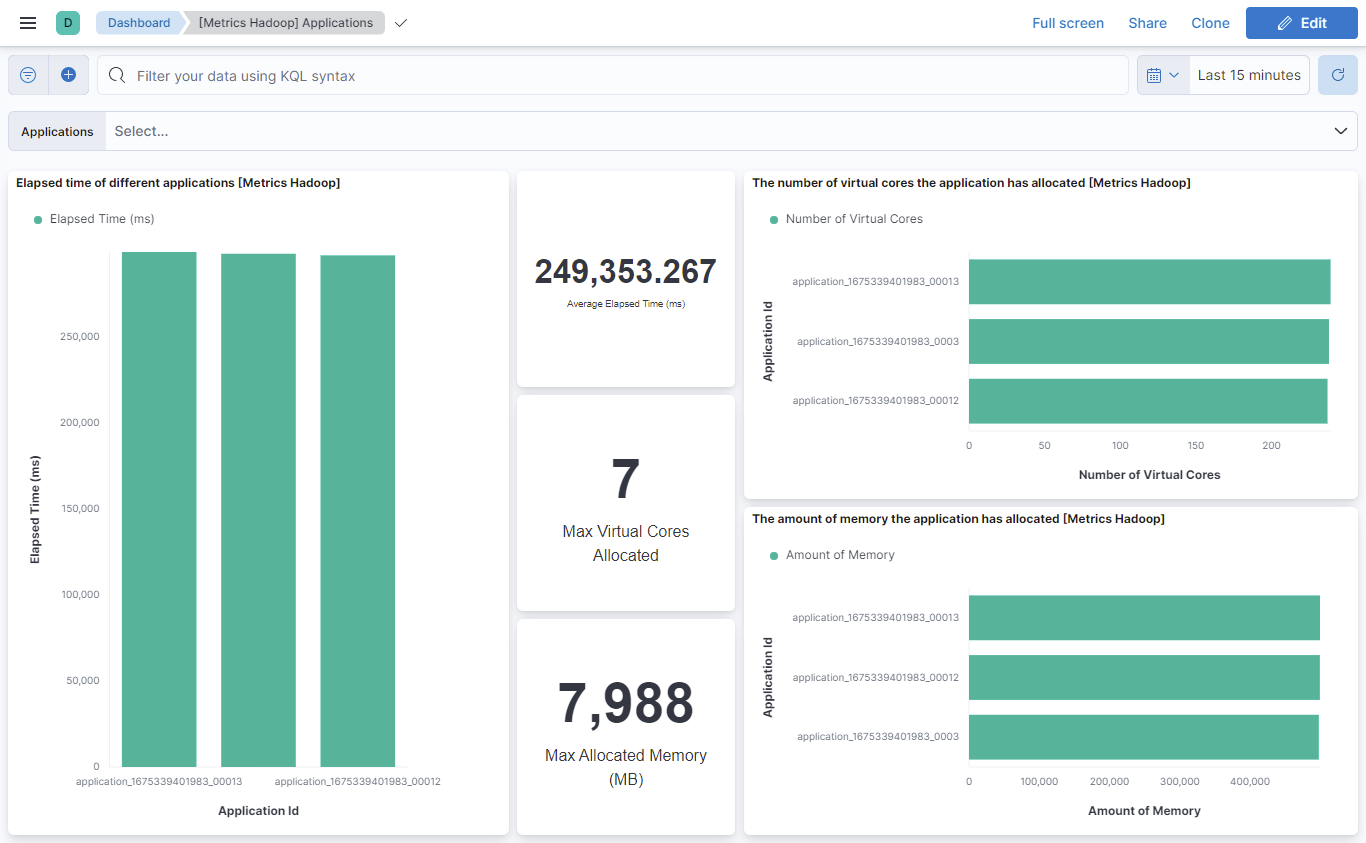 D
Dashboard
[Metrics Hadoop] Applications
Full screen
Share
Clone
Edit
Filter your data using KQL syntax
Last 15 minutes
Applications
Select...
Elapsed time of different applications [Metrics Hadoop]
Elapsed Time (ms)
Elapsed Time (ms)
250,000
200,000
150,000
100,000
50,000
0
application_1675339401983_00013
application_1675339401983_00012
Application Id
249,353.267
Average Elapsed Time (ms)
7
Max Virtual Cores
Allocated
7,988
Max Allocated Memory
(MB)
The number of virtual cores the application has allocated [Metrics Hadoop]
Number of Virtual Cores
Application Id
application_1675339401983_00013
application_1675339401983_0003
application_1675339401983_00012
0
50
100
150
200
Number of Virtual Cores
The amount of memory the application has allocated [Metrics Hadoop]
Amount of Memory
Application Id
application_1675339401983_00013
application_1675339401983_00012
application_1675339401983_0003
0
100,000
200,000
300,000
400,000
Amount of Memory